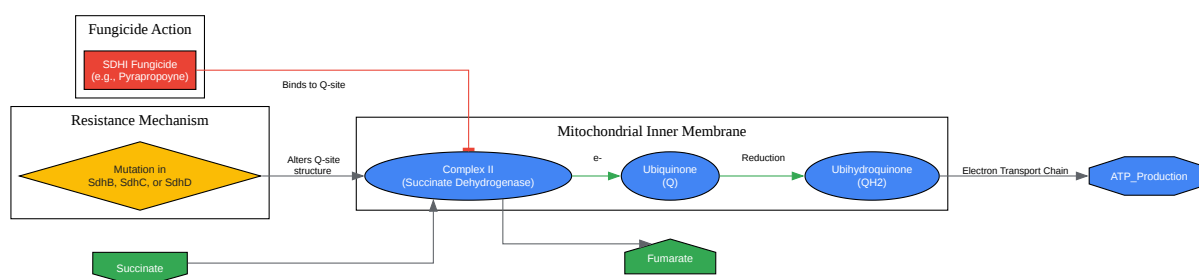 Fungicide Action
SDHI Fungicide
(e.g., Pyrapropoyne)
Binds to Q-site
Resistance Mechanism
Mutation in
SdhB, SdhC, or SdhD
Alters Q-site
structure
Mitochondrial Inner Membrane
Complex II
(Succinate Dehydrogenase)
e-
Ubiquinone
(Q)
Reduction
Ubihydroquinone
(QH2)
Electron Transport Chain
ATP_Production
Succinate
Fumarate